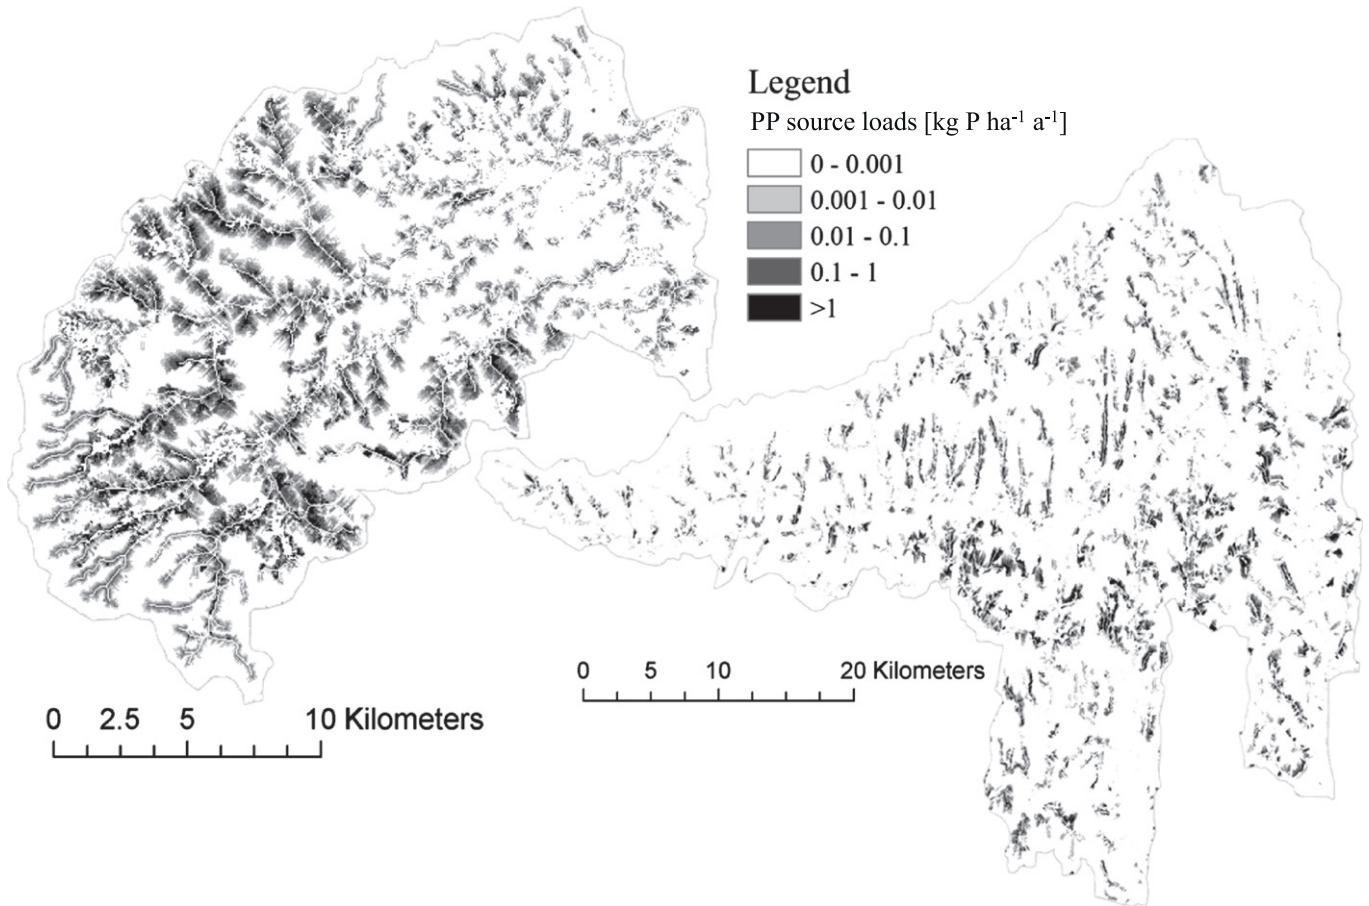 Legend
PP source loads [kg P ha⁻¹ a⁻¹]
0 - 0.001
0.001 - 0.01
0.01 - 0.1
0.1 - 1
>1
0 5 10 20 Kilometers
0 2.5 5 10 Kilometers